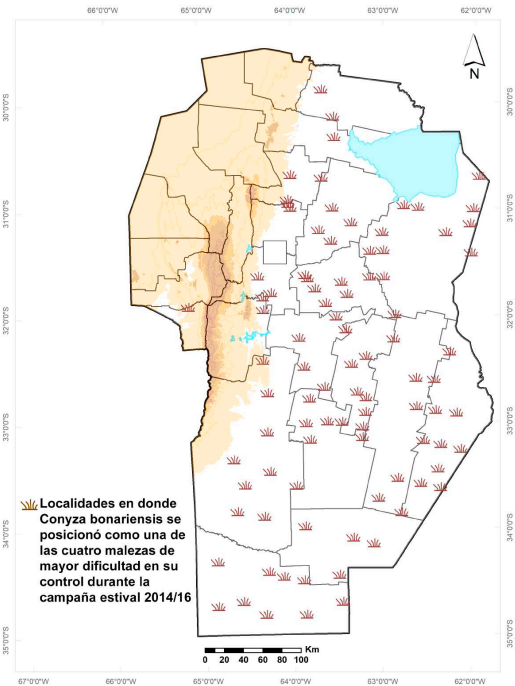 66°0'0"W 65°0'0"W 64°0'0"W 63°0'0"W 62°0'0"W
30°0'0"S
30°0'0"S
N
31°0'0"S
31°0'0"S
32°0'0"S
32°0'0"S
33°0'0"S
33°0'0"S
34°0'0"S
34°0'0"S
35°0'0"S
35°0'0"S
Localidades en donde
Conyza bonariensis se
posicionó como una de
las cuatro malezas de
mayor dificultad en su
control durante la
campaña estival 2014/16
Km
0 20 40 60 80 100
67°0'0"W 66°0'0"W 65°0'0"W 64°0'0"W 63°0'0"W 62°0'0"W